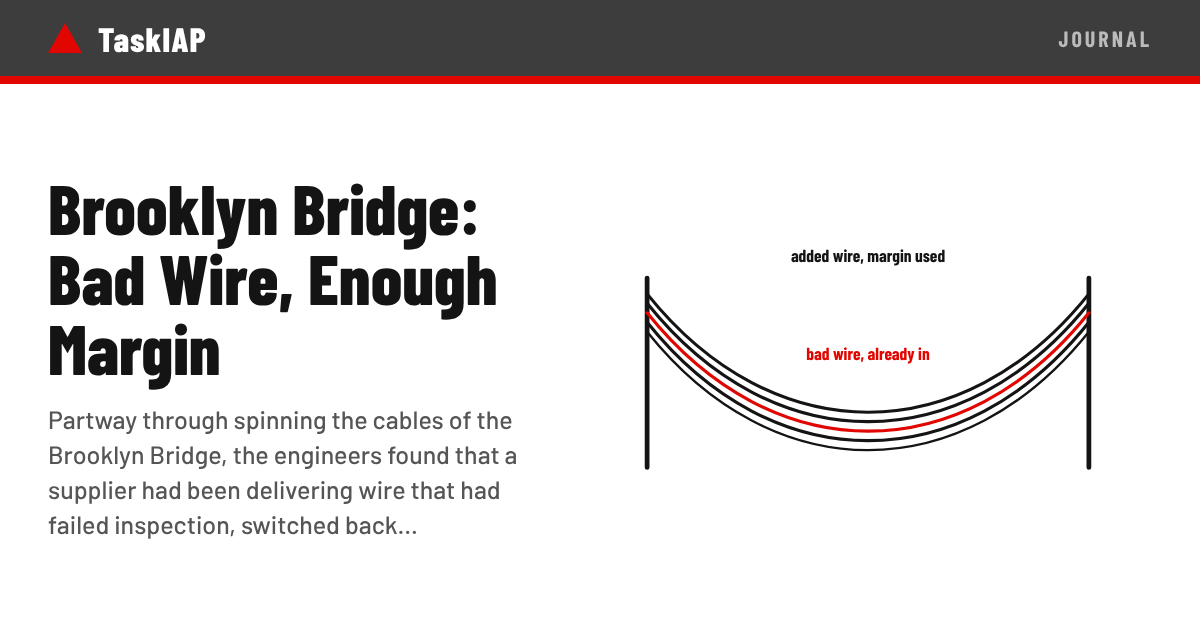 TaskIAP
JOURNAL
Brooklyn Bridge:
Bad Wire, Enough
Margin
Partway through spinning the cables of the
Brooklyn Bridge, the engineers found that a
supplier had been delivering wire that had
failed inspection, switched back...
added wire, margin used
bad wire, already in